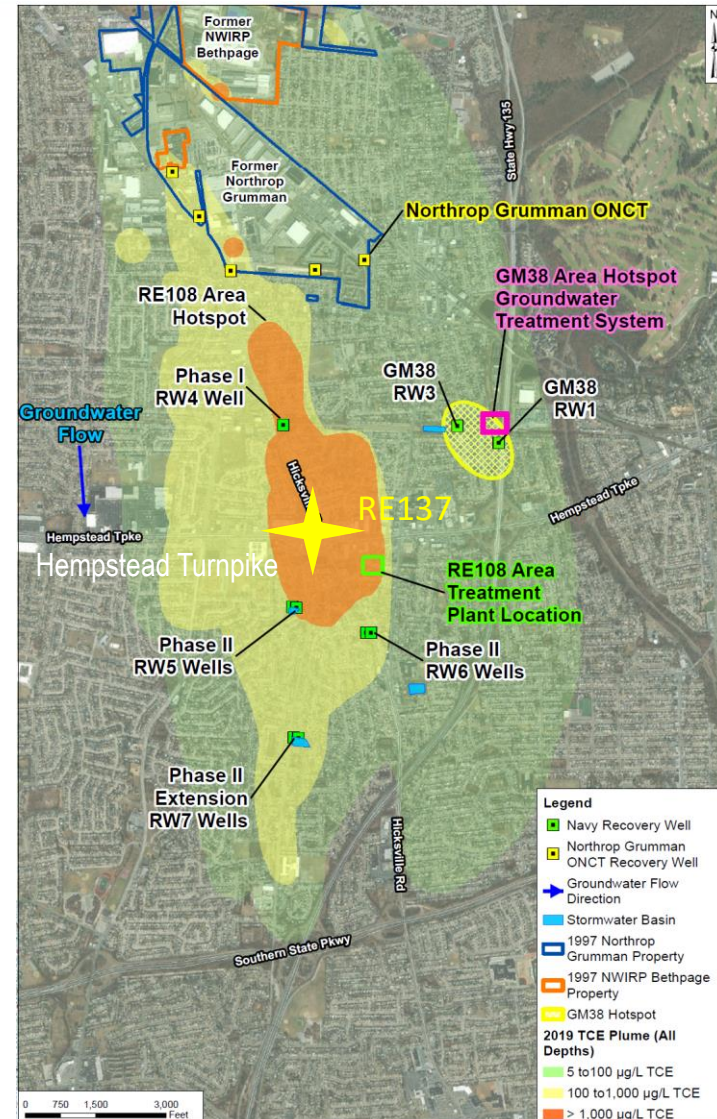 Former
NWIRP
Bethpage
N
State Hwy 135
Former
Northrop
Grumman
Northrop Grumman ONCT
RE108 Area
Hotspot
GM38 Area Hotspot
Groundwater
Treatment System
Phase I
RW4 Well
GM38
RW3
GM38
RW1
Groundwater
Flow
Hicksvill
RE137
Hempstead Tpke
Hempstead Tpke
Hempstead Turnpike
RE108 Area
Treatment
Plant Location
Phase II
RW5 Wells
Phase II
RW6 Wells
Phase II
Extension
RW7 Wells
Hicksville Rd
Southern State Pkwy
Legend
Navy Recovery Well
Northrop Grumman
ONCT Recovery Well
Groundwater Flow
Direction
Stormwater Basin
1997 Northrop
Grumman Property
1997 NWIRP Bethpage
Property
GM38 Hotspot
2019 TCE Plume (All
Depths)
5 to100 µg/L TCE
100 to1,000 µg/L TCE
> 1,000 µg/L TCE
0 750 1,500 3,000
Feet